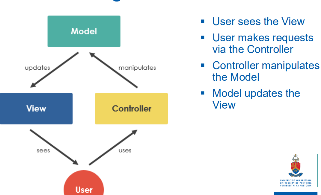 Model
updates
manipulates
View
Controller
sees
uses
User
User sees the View
User makes requests
via the Controller
Controller manipulates
the Model
Model updates the
View